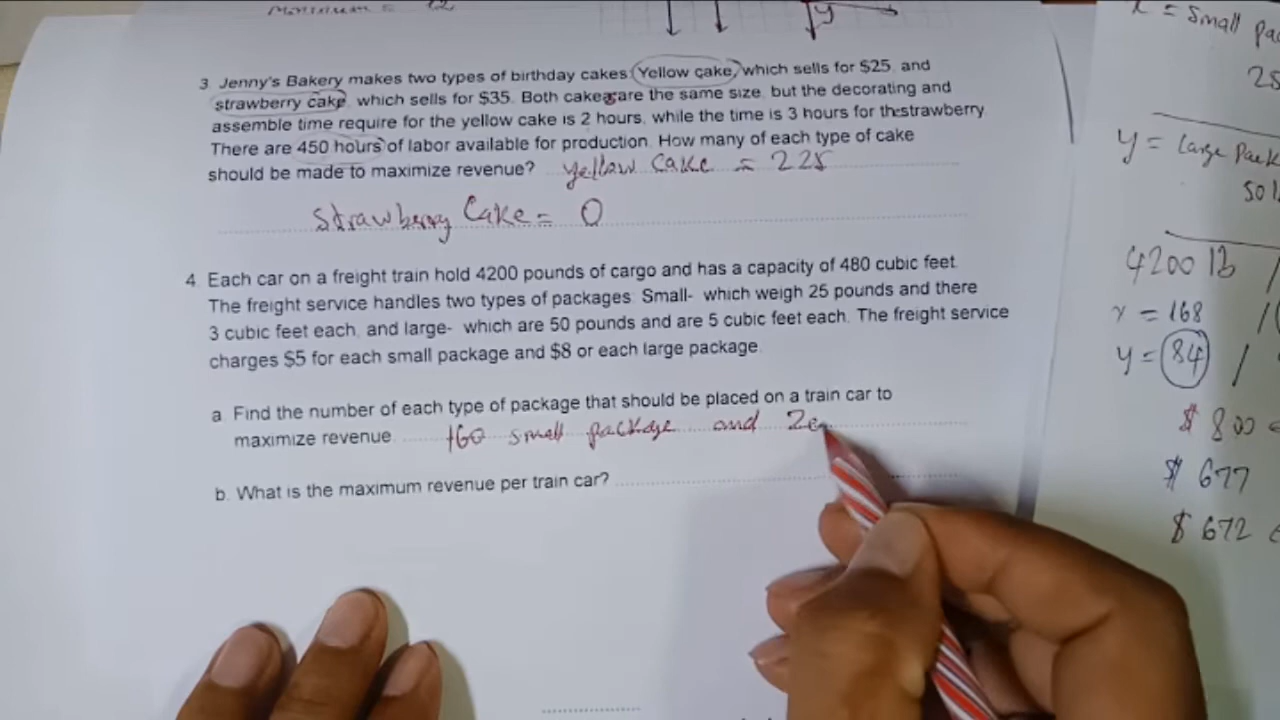 x = Small pac
25
3 Jenny's Bakery makes two types of birthday cakes Yellow cake, which sells for $25 and
strawberry cake, which sells for $35. Both cakes are the same size but the decorating and
assemble time require for the yellow cake is 2 hours, while the time is 3 hours for the strawberry
There are 450 hours of labor available for production. How many of each type of cake
should be made to maximize revenue? yellow cake = 225
Strawberry Cake = 0
y = Large Pack
50 l
4 Each car on a freight train hold 4200 pounds of cargo and has a capacity of 480 cubic feet.
The freight service handles two types of packages: Small- which weigh 25 pounds and there
3 cubic feet each, and large- which are 50 pounds and are 5 cubic feet each. The freight service
charges $5 for each small package and $8 or each large package.
a. Find the number of each type of package that should be placed on a train car to
maximize revenue 160 small package and Ze
b. What is the maximum revenue per train car?
4200 lb /
x = 168
y = 84 /
$ 800
$ 677
$ 672